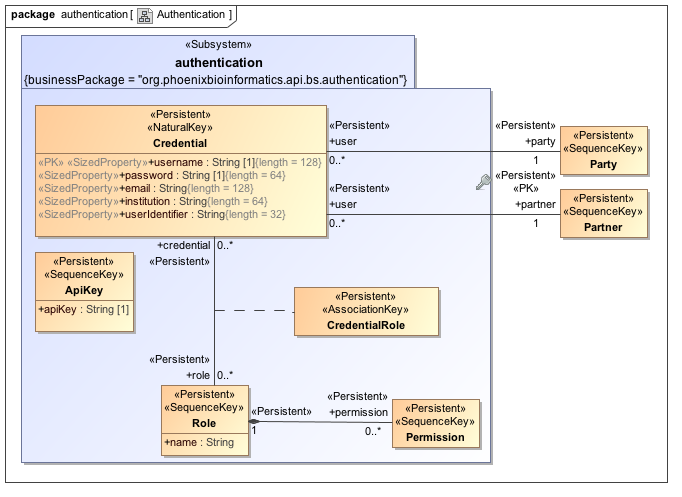 package authentication [ Authentication ]
«Subsystem»
authentication
{businessPackage = "org.phoenixbioinformatics.api.bs.authentication"}
«Persistent»
«NaturalKey»
Credential
«PK» «SizedProperty»+username : String [1]{length = 128}
«SizedProperty»+password : String [1]{length = 64}
«SizedProperty»+email : String{length = 128}
«SizedProperty»+institution : String{length = 64}
«SizedProperty»+userIdentifier : String{length = 32}
«Persistent»
+user
0..*
«Persistent»
+party
1
«Persistent»
«SequenceKey»
Party
«Persistent»
+user
0..*
«Persistent»
«PK»
+partner
1
«Persistent»
«SequenceKey»
Partner
+credential 0..*
«Persistent»
«Persistent»
«SequenceKey»
ApiKey
+apiKey : String [1]
«Persistent»
«AssociationKey»
CredentialRole
«Persistent»
+role 0..*
«Persistent»
«SequenceKey»
Role
+name : String
«Persistent»
1
«Persistent»
+permission
0..*
«Persistent»
«SequenceKey»
Permission